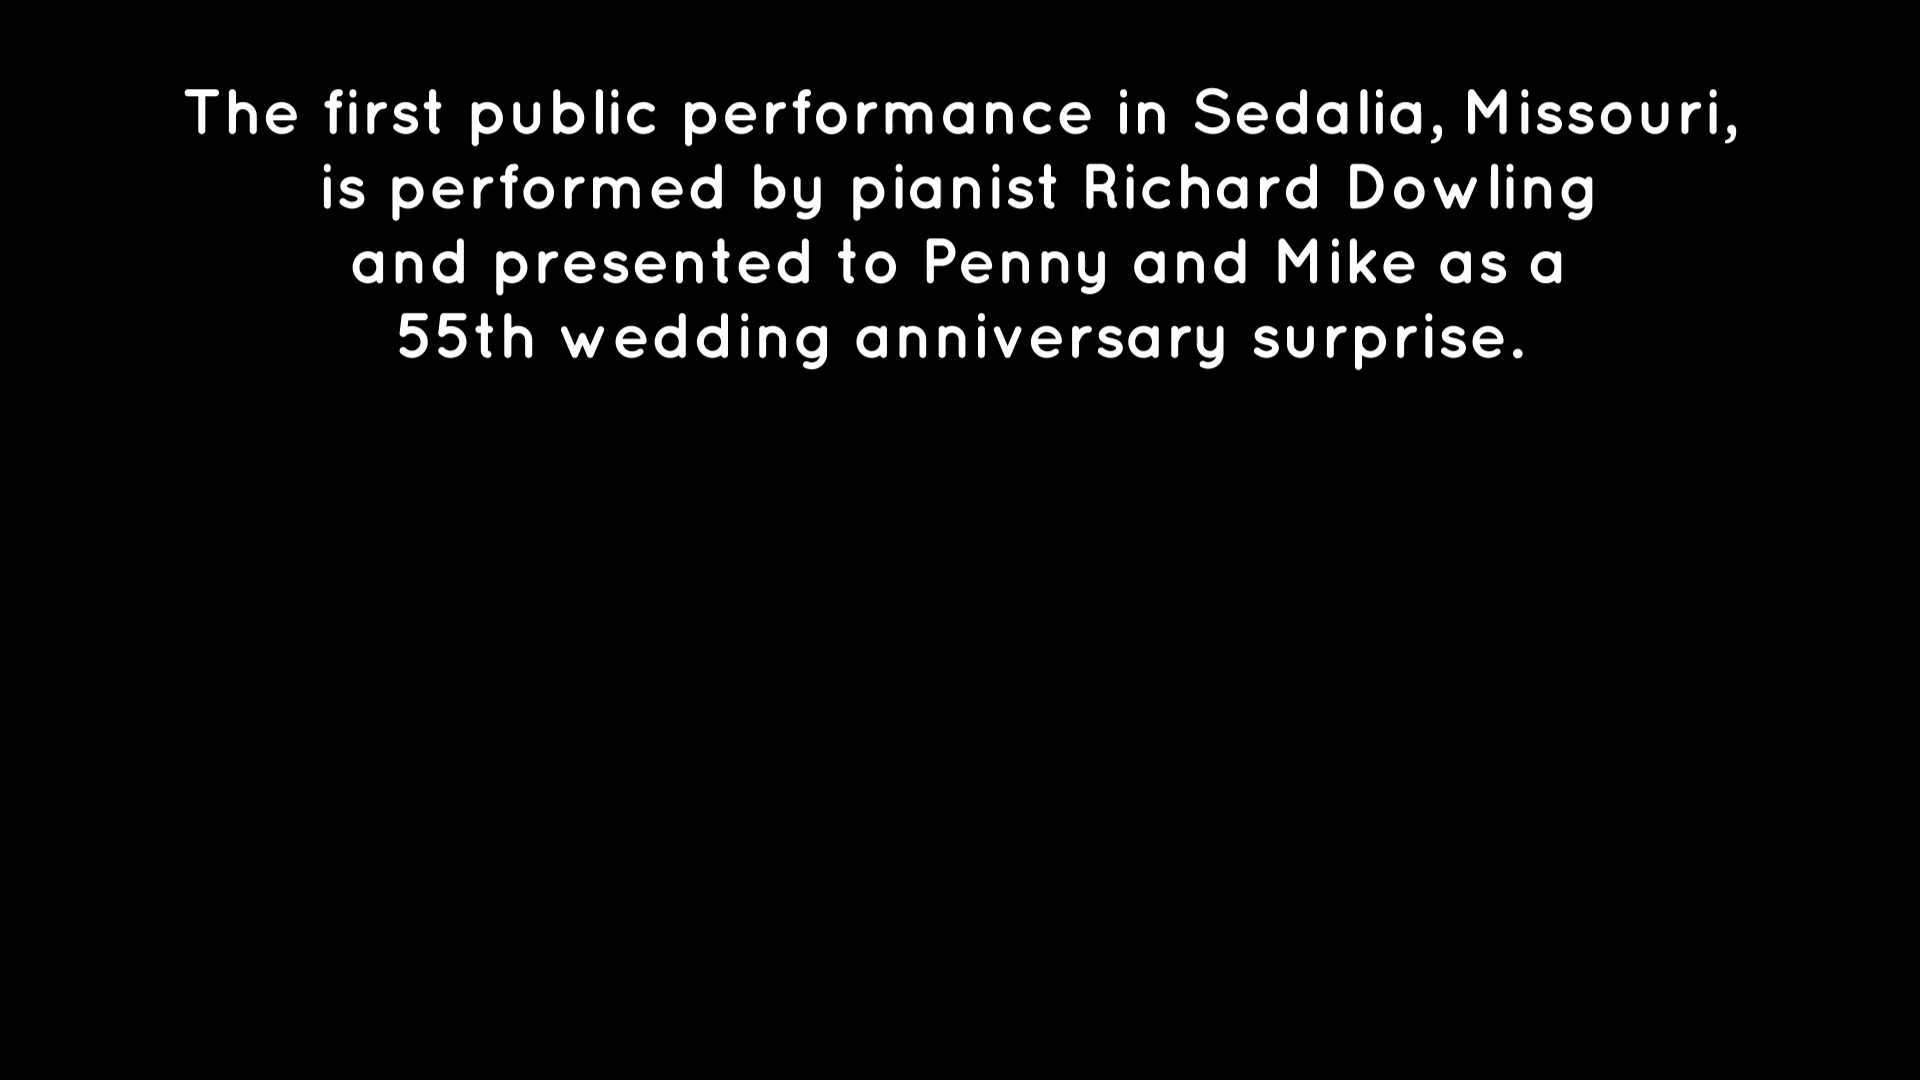 The first public performance in Sedalia, Missouri,
is performed by pianist Richard Dowling
and presented to Penny and Mike as a
55th wedding anniversary surprise.